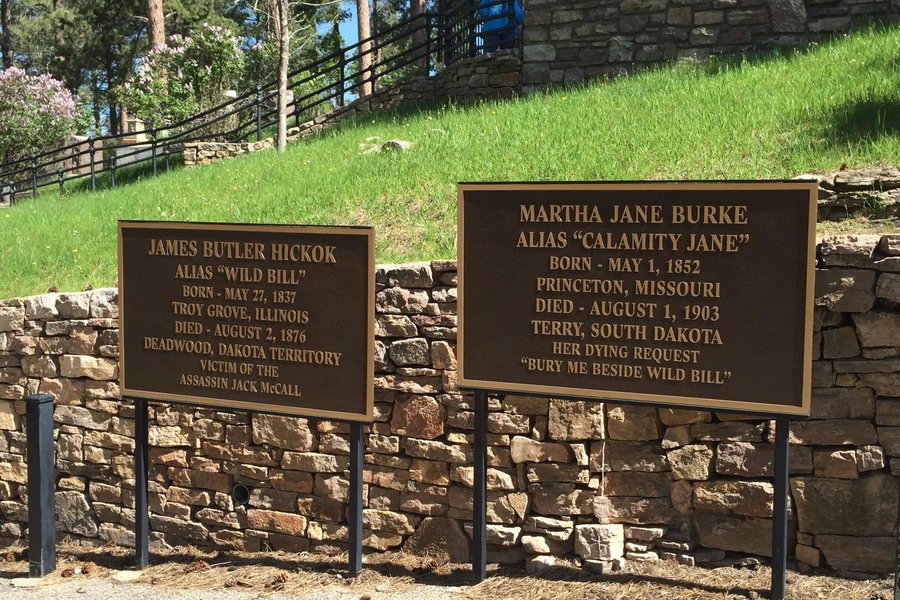 JAMES BUTLER HICKOK
ALIAS "WILD BILL"
BORN - MAY 27, 1837
TROY GROVE, ILLINOIS
DIED - AUGUST 2, 1876
DEADWOOD, DAKOTA TERRITORY
VICTIM OF THE
ASSASSIN JACK McCALL
MARTHA JANE BURKE
ALIAS "CALAMITY JANE"
BORN - MAY 1, 1852
PRINCETON, MISSOURI
DIED - AUGUST 1, 1903
TERRY, SOUTH DAKOTA
HER DYING REQUEST
"BURY ME BESIDE WILD BILL"